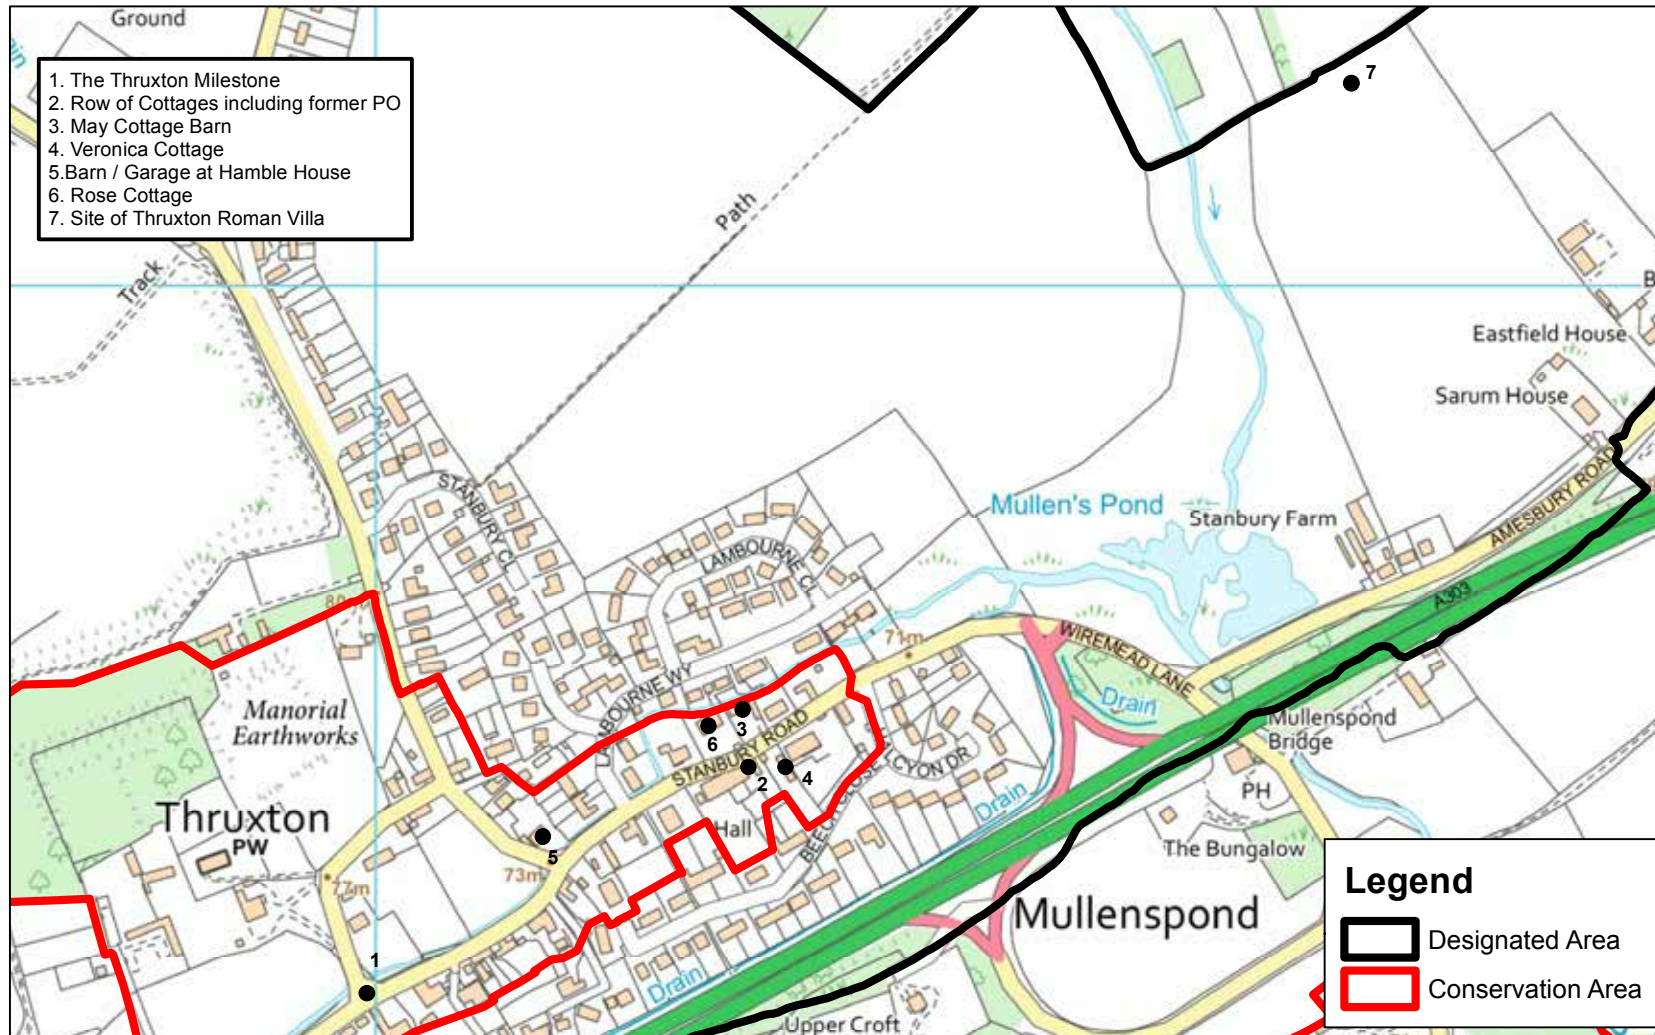 Ground
1. The Thruxton Milestone
2. Row of Cottages including former PO
3. May Cottage Barn
4. Veronica Cottage
5.Barn / Garage at Hamble House
6. Rose Cottage
7. Site of Thruxton Roman Villa
7
Path
Track
Eastfield House
Sarum House
STANBURY CL
Mullen's Pond
Stanbury Farm
AMESBURY ROAD
LAMBOURNE CL
A303
80
71m
WIREMEAD LANE
LAMBOURNE WY
Manorial
Earthworks
Drain
3
6
STANBURY ROAD
2
4
Mullenspond
Bridge
Thruxton
PW
Hall
BEECH CLOSE
HALCYON DR
Drain
PH
5
73m
77m
The Bungalow
Mullenspond
1
Drain
Upper Croft
Legend
Designated Area
Conservation Area